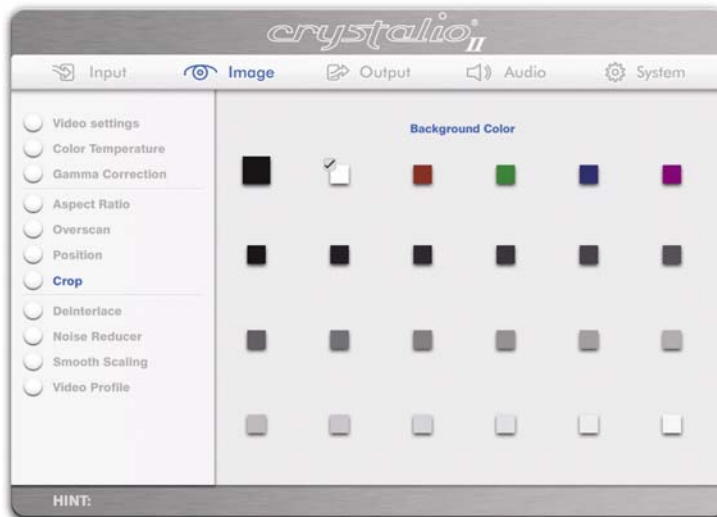 crystalio® II
Input Image Output Audio System
Video settings
Color Temperature
Gamma Correction
Aspect Ratio
Overscan
Position
Crop
DeInterlace
Noise Reducer
Smooth Scaling
Video Profile
Background Color
HINT: